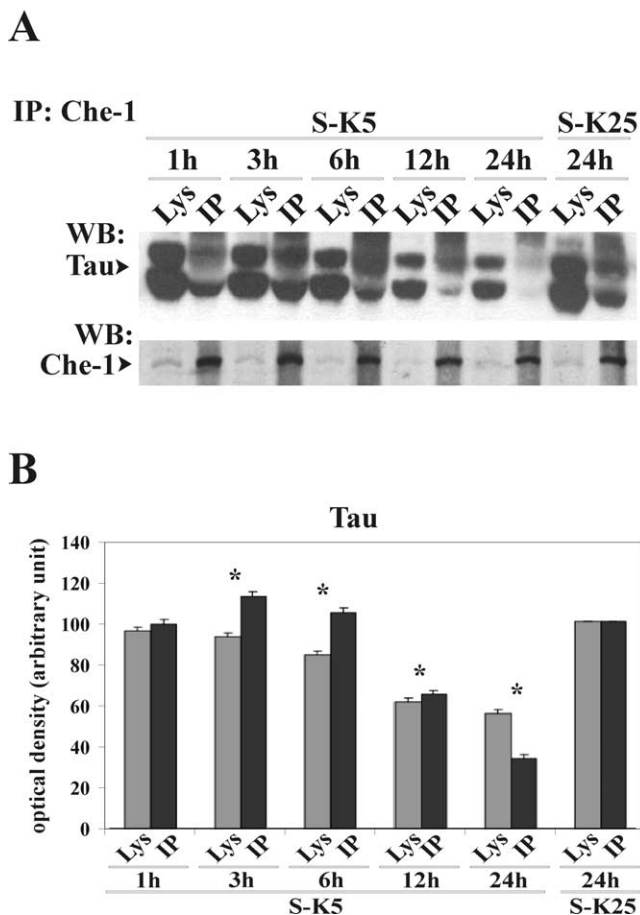 A
IP: Che-1
S-K5 S-K25
1h 3h 6h 12h 24h 24h
Lys IP Lys IP Lys IP Lys IP Lys IP Lys IP
WB:
Tau
WB:
Che-1
B
Tau
optical density (arbitrary unit)
140
120
100
80
60
40
20
0
* * * *
Lys IP Lys IP Lys IP Lys IP Lys IP Lys IP
1h 3h 6h 12h 24h 24h
S-K5 S-K25